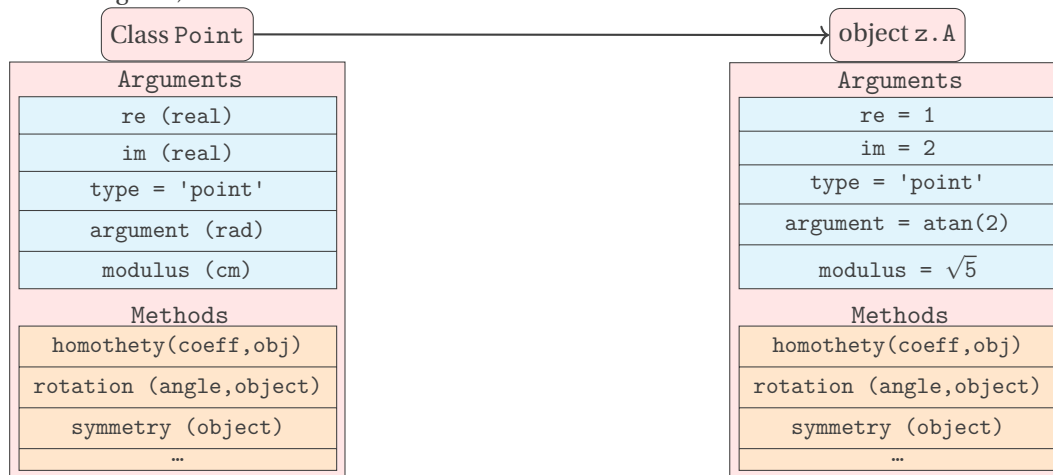 Class Point
object z.A
Arguments
re (real)
im (real)
type = 'point'
argument (rad)
modulus (cm)
Methods
homothety(coeff,obj)
rotation (angle,object)
symmetry (object)
…
Arguments
re = 1
im = 2
type = 'point'
argument = atan(2)
modulus = √5
Methods
homothety(coeff,obj)
rotation (angle,object)
symmetry (object)
…